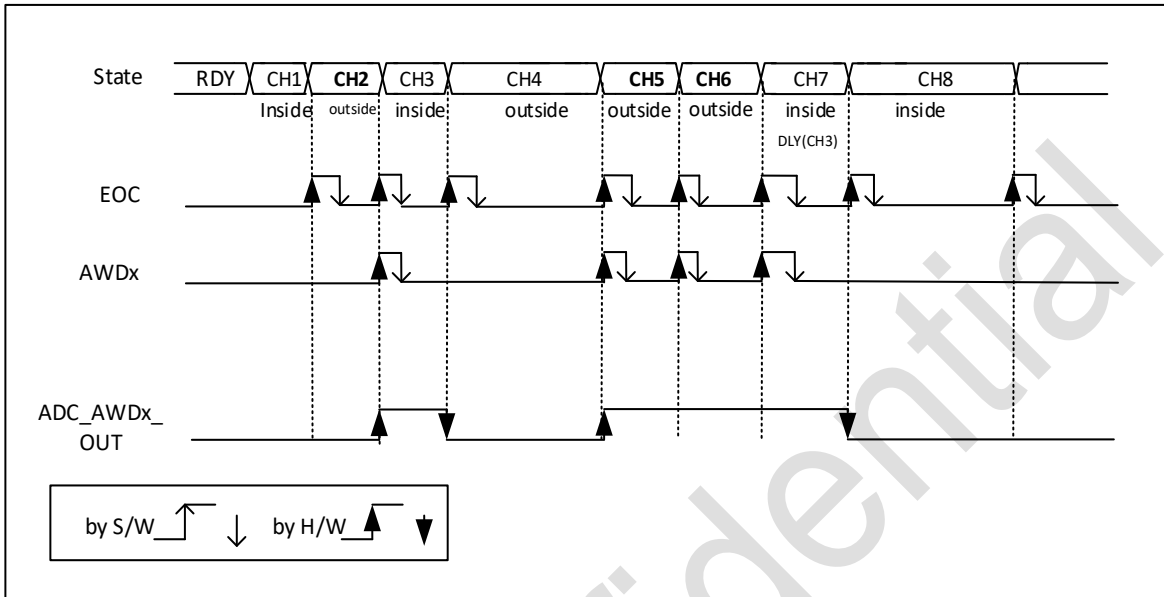 State RDY CH1 CH2 CH3 CH4 CH5 CH6 CH7 CH8
Inside outside inside outside outside outside inside inside
DLY(CH3)
EOC
AWDx
ADC_AWDx_
OUT
by S/W by H/W
fidential